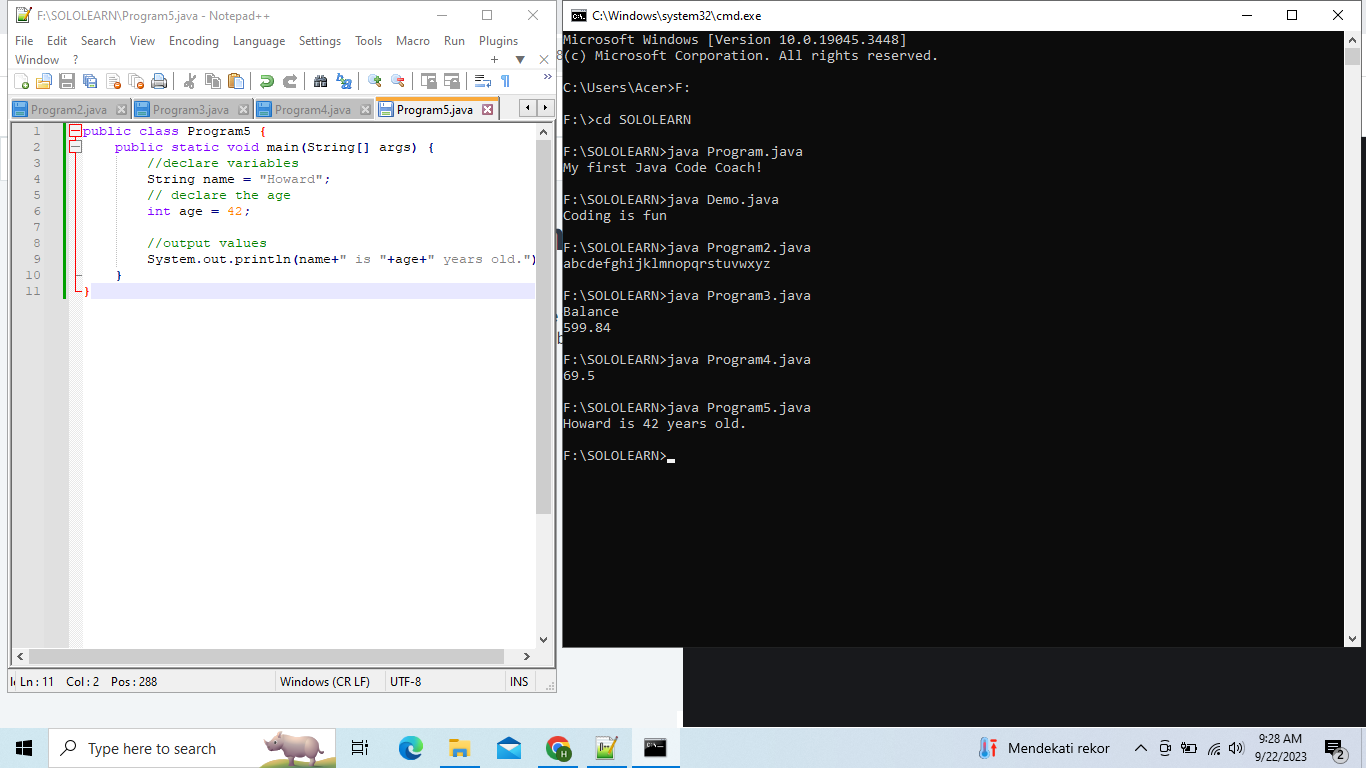 F:\SOLOLEARN\Program5.java - Notepad++
File Edit Search View Encoding Language Settings Tools Macro Run Plugins
Window ?
Program2.java Program3.java Program4.java Program5.java
1 public class Program5 {
2 public static void main(String[] args) {
3 //declare variables
4 String name = "Howard";
5 // declare the age
6 int age = 42;
7
8 //output values
9 System.out.println(name+" is "+age+" years old.")
10 }
11 }
Ln : 11 Col : 2 Pos : 288 Windows (CR LF) UTF-8 INS
C:\Windows\system32\cmd.exe
Microsoft Windows [Version 10.0.19045.3448]
(c) Microsoft Corporation. All rights reserved.
C:\Users\Acer>F:
F:\>cd SOLOLEARN
F:\SOLOLEARN>java Program.java
My first Java Code Coach!
F:\SOLOLEARN>java Demo.java
Coding is fun
F:\SOLOLEARN>java Program2.java
abcdefghijklmnopqrstuvwxyz
F:\SOLOLEARN>java Program3.java
Balance
599.84
F:\SOLOLEARN>java Program4.java
69.5
F:\SOLOLEARN>java Program5.java
Howard is 42 years old.
F:\SOLOLEARN>
Type here to search
Mendekati rekor
9:28 AM
9/22/2023
2